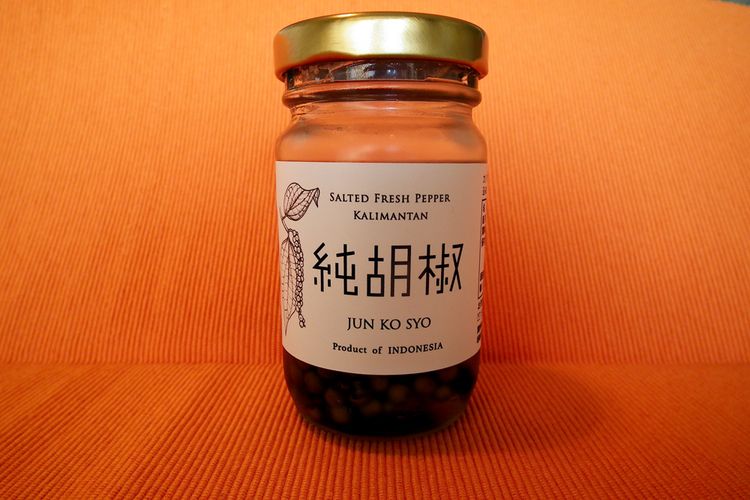 SALTED FRESH PEPPER
KALIMANTAN
純胡椒
JUN KO SYO
Product of INDONESIA